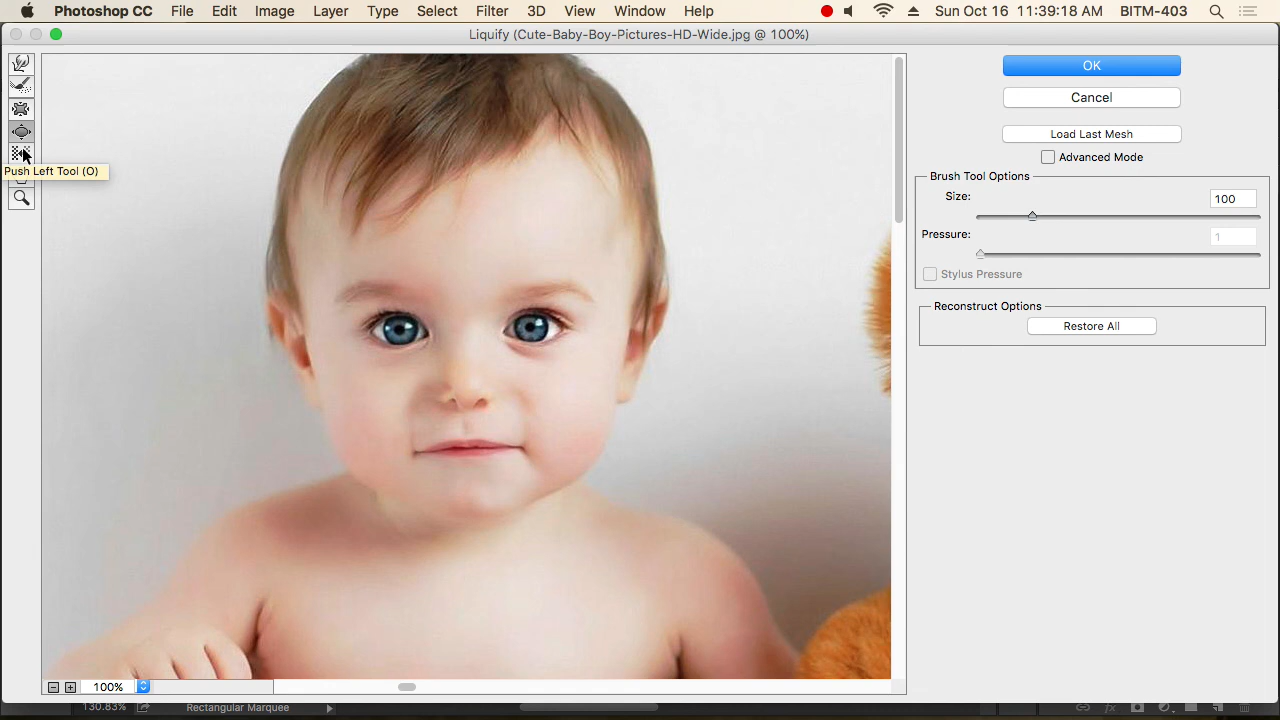 Photoshop CC File Edit Image Layer Type Select Filter 3D View Window Help Sun Oct 16 11:39:18 AM BITM-403
Liquify (Cute-Baby-Boy-Pictures-HD-Wide.jpg @ 100%)
OK
Cancel
Load Last Mesh
Advanced Mode
Push Left Tool (O)
Brush Tool Options
Size: 100
Pressure: 1
Stylus Pressure
Reconstruct Options
Restore All
100%
130.83% Rectangular Marquee fx